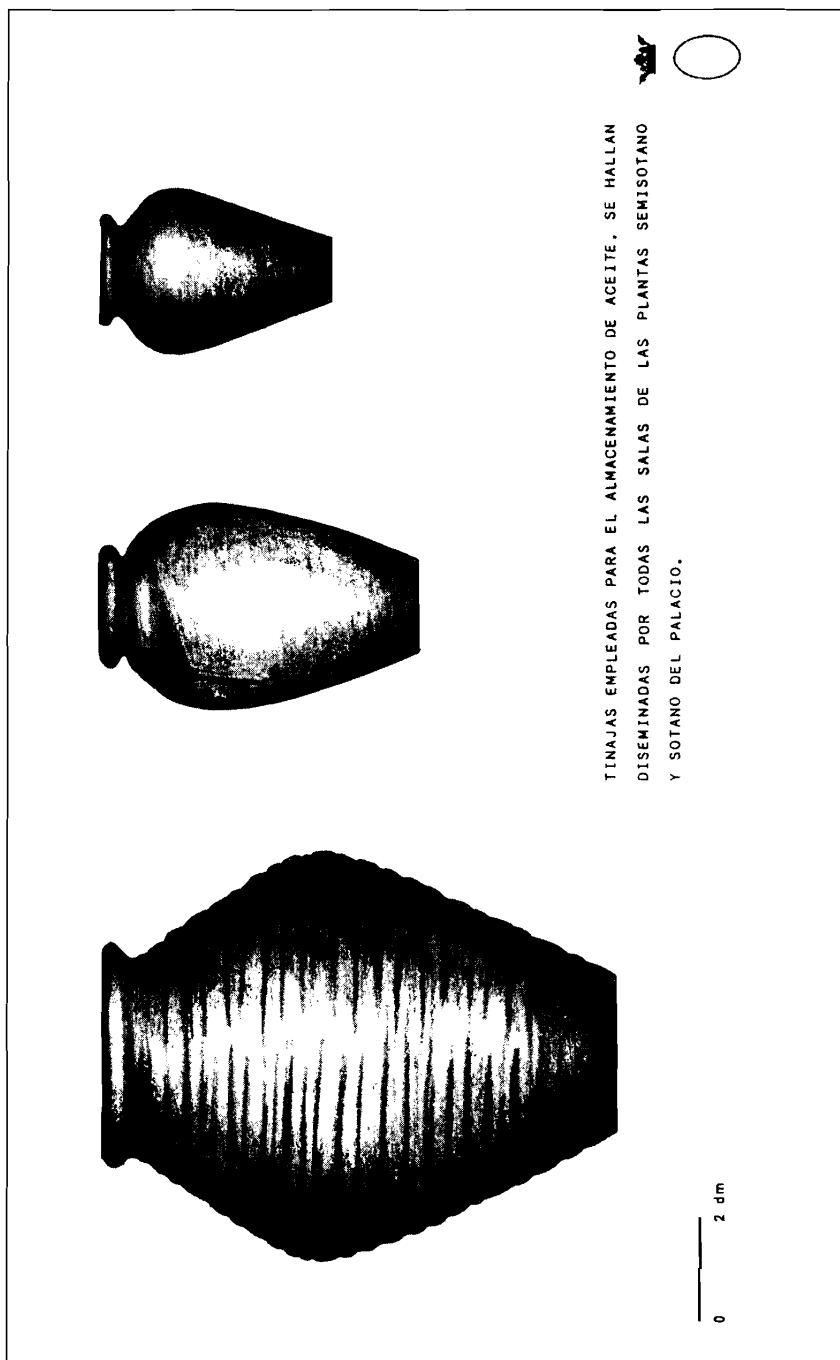 TINAJAS EMPLEADAS PARA EL ALMACENAMIENTO DE ACEITE. SE HALLAN
DISEMINADAS POR TODAS LAS SALAS DE LAS PLANTAS SEMISOTANO
Y SOTANO DEL PALACIO.
0 2 dm